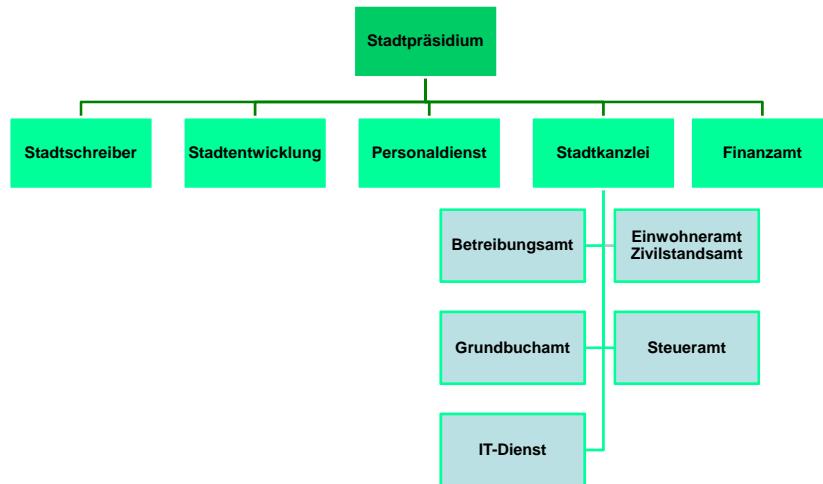 Stadtpräsidium
Stadtschreiber
Stadtentwicklung
Personaldienst
Stadtkanzlei
Finanzamt
Betreibungsamt
Einwohneramt
Zivilstandsamt
Grundbuchamt
Steueramt
IT-Dienst